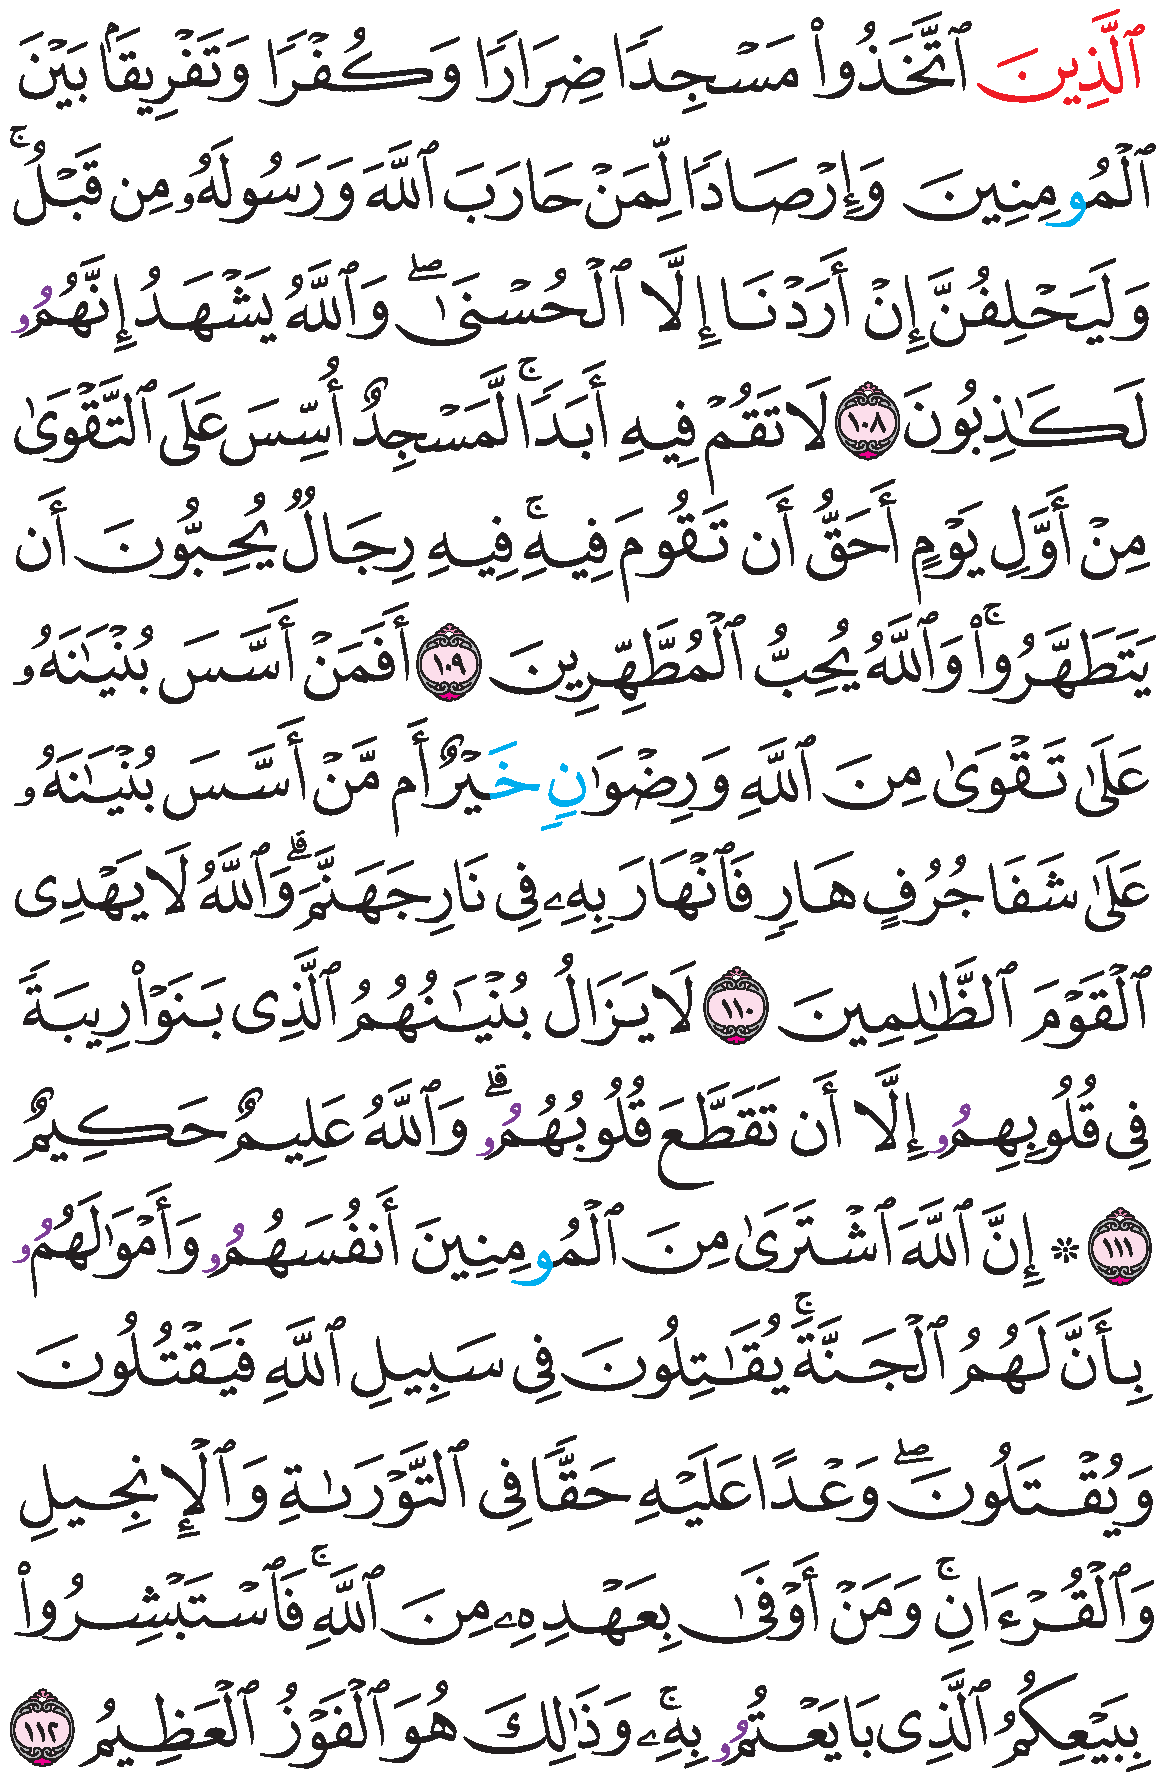 ٱلَّذِينَ ٱتَّخَذُواْ مَسْجِدًا ضِرَارًا وَكُفْرًا وَتَفْرِيقَۢا بَيْنَ
ٱلْمُومِنِينَ وَإِرْصَادًا لِّمَنْ حَارَبَ ٱللَّهَ وَرَسُولَهُۥ مِن قَبْلُۚ
وَلَيَحْلِفُنَّ إِنْ أَرَدْنَا إِلَّا ٱلْحُسْنَىٰۖ وَٱللَّهُ يَشْهَدُ إِنَّهُمُۥ
لَكَـٰذِبُونَ ١٠٨ لَا تَقُمْ فِيهِ أَبَدًاۚ لَّمَسْجِدٌ أُسِّسَ عَلَى ٱلتَّقْوَىٰ
مِنْ أَوَّلِ يَوْمٍ أَحَقُّ أَن تَقُومَ فِيهِۚ فِيهِ رِجَالٌ يُحِبُّونَ أَن
يَتَطَهَّرُواْۚ وَٱللَّهُ يُحِبُّ ٱلْمُطَّهِّرِينَ ١٠٩ أَفَمَنْ أَسَّسَ بُنْيَـٰنَهُۥ
عَلَىٰ تَقْوَىٰ مِنَ ٱللَّهِ وَرِضْوَٰنٍ خَيْرٌ أَم مَّنْ أَسَّسَ بُنْيَـٰنَهُۥ
عَلَىٰ شَفَا جُرُفٍ هَارٍ فَٱنْهَارَ بِهِۦ فِى نَارِ جَهَنَّمَۗ وَٱللَّهُ لَا يَهْدِى
ٱلْقَوْمَ ٱلظَّـٰلِمِينَ ١١٠ لَا يَزَالُ بُنْيَـٰنُهُمُ ٱلَّذِى بَنَوْا رِيبَةً
فِى قُلُوبِهِمُۥ إِلَّا أَن تَقَطَّعَ قُلُوبُهُمُۥۗ وَٱللَّهُ عَلِيمٌ حَكِيمٌ
١١١ ۞ إِنَّ ٱللَّهَ ٱشْتَرَىٰ مِنَ ٱلْمُومِنِينَ أَنفُسَهُمُۥ وَأَمْوَٰلَهُمُۥ
بِأَنَّ لَهُمُ ٱلْجَنَّةَۚ يُقَـٰتِلُونَ فِى سَبِيلِ ٱللَّهِ فَيَقْتُلُونَ
وَيُقْتَلُونَۖ وَعْدًا عَلَيْهِ حَقًّا فِى ٱلتَّوْرَىٰةِ وَٱلْإِنجِيلِ
وَٱلْقُرْءَانِۚ وَمَنْ أَوْفَىٰ بِعَهْدِهِۦ مِنَ ٱللَّهِۚ فَٱسْتَبْشِرُواْ
بِبَيْعِكُمُ ٱلَّذِى بَايَعْتُمُۥ بِهِۦۚ وَذَٰلِكَ هُوَ ٱلْفَوْزُ ٱلْعَظِيمُ ١١٢